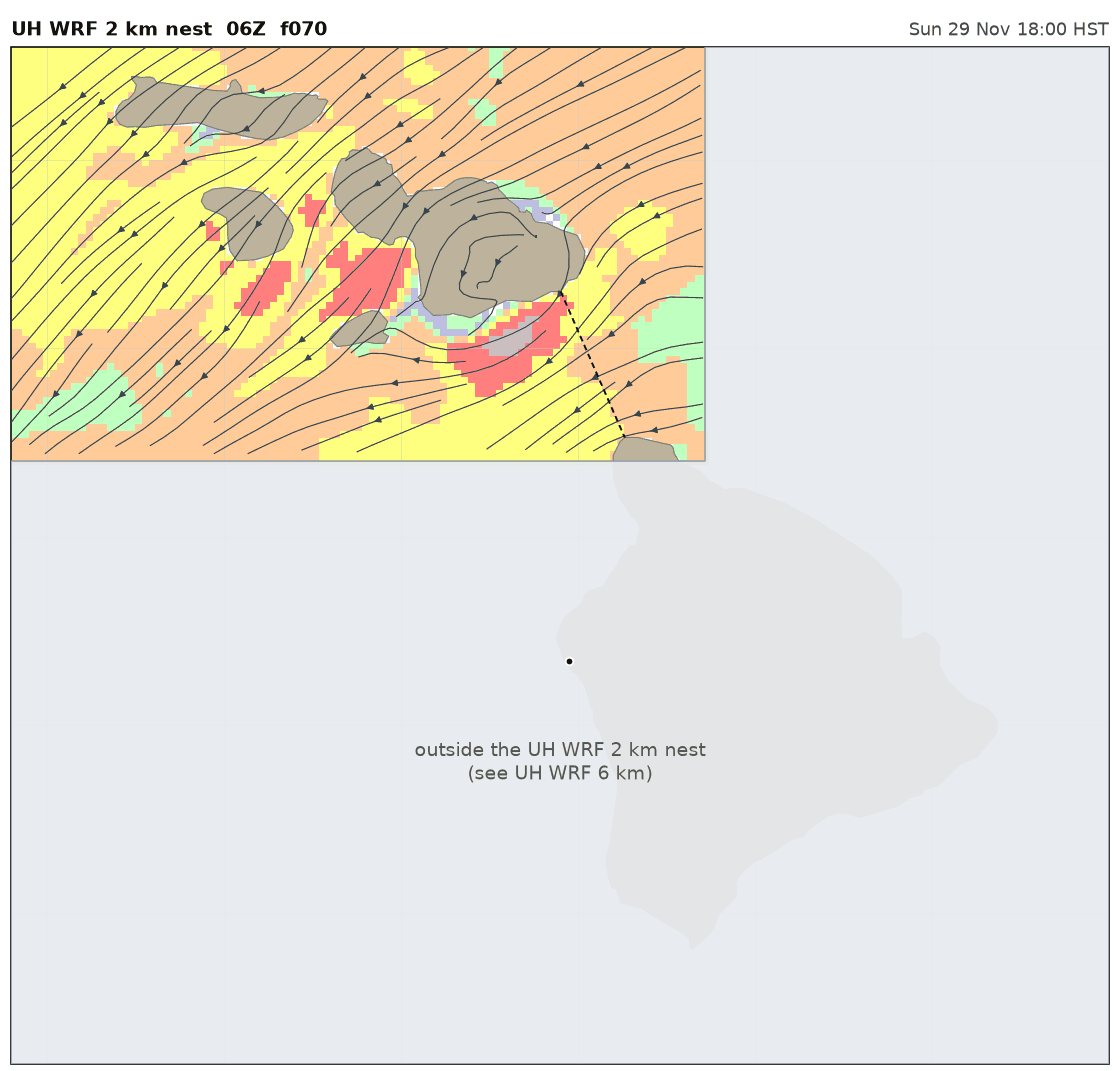 UH WRF 2 km nest  06Z  f070
Sun 29 Nov 18:00 HST
outside the UH WRF 2 km nest
(see UH WRF 6 km)